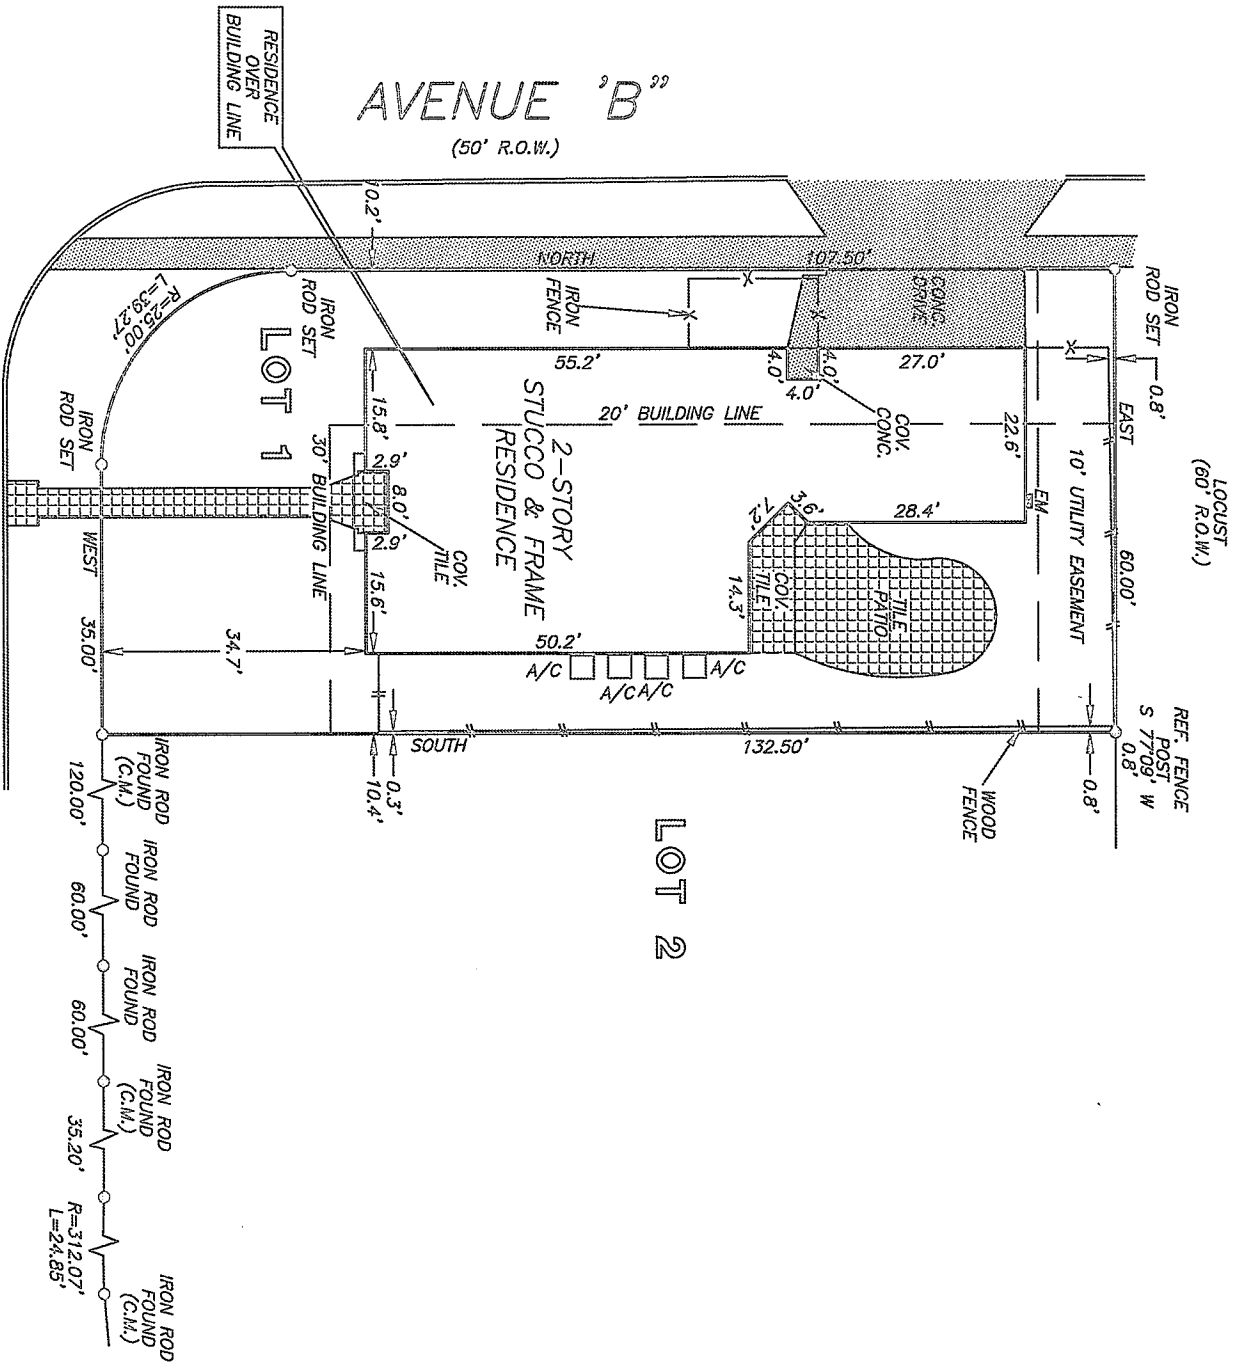 AVENUE 'B"
(50' R.O.W.)
RESIDENCE
OVER
BUILDING LINE
LOCUST
(60' R.O.W.)
IRON
ROD SET
0.8'
EAST
60.00'
10' UTILITY EASEMENT
REF. FENCE
POST
S 77°09' W
0.8'
0.8'
WOOD
FENCE
10.2'
NORTH
107.50'
CONC.
DRIVE
IRON
FENCE
IRON
ROD SET
R=25.00'
L=39.27'
LOT 1
IRON
ROD SET
55.2'
4.0'
4.0'
4.0'
27.0'
COV.
CONC.
22.6'
EM
20' BUILDING LINE
28.4'
3.6'
7.2'
14.3'
COV.
TILE
TILE
PATIO
2-STORY
STUCCO & FRAME
RESIDENCE
15.8'
2.9'
8.0'
2.9'
15.6'
COV.
TILE
30' BUILDING LINE
50.2'
A/C
A/C
A/C
A/C
WEST
35.00'
34.7'
SOUTH
132.50'
0.3'
10.4'
LOT 2
IRON ROD
FOUND
(C.M.)
120.00'
IRON ROD
FOUND
60.00'
IRON ROD
FOUND
60.00'
IRON ROD
FOUND
(C.M.)
35.20'
R=312.07'
L=24.85'
IRON ROD
FOUND
(C.M.)